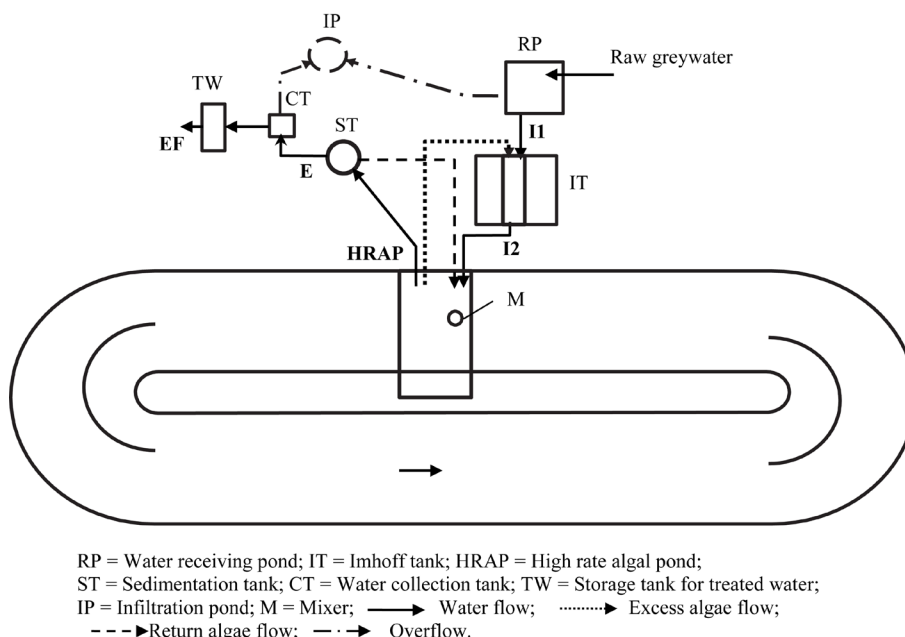 IP
RP
Raw greywater
TW
CT
ST
I1
EF
E
IT
HRAP
I2
M
RP = Water receiving pond; IT = Imhoff tank; HRAP = High rate algal pond;
ST = Sedimentation tank; CT = Water collection tank; TW = Storage tank for treated water;
IP = Infiltration pond; M = Mixer; Water flow; Excess algae flow;
Return algae flow; Overflow.